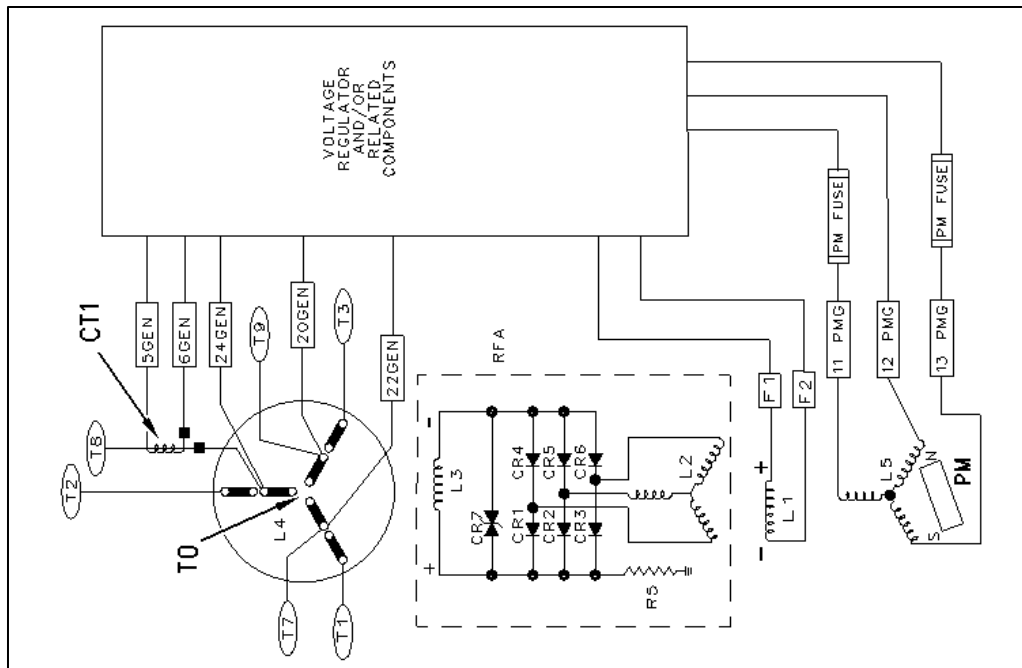 VOLTAGE
REGULATOR
AND/OR
RELATED
COMPONENTS
CT1
5GEN
6GEN
24GEN
T9
20GEN
T3
22GEN
T8
T2
L4
T0
T7
T1
RFA
-
L3
+
CR7
CR4
CR5
CR6
CR1
CR2
CR3
L2
R5
F1
F2
+
L1
-
PM FUSE
PM FUSE
11 PMG
12 PMG
13 PMG
L5
N
S
PM